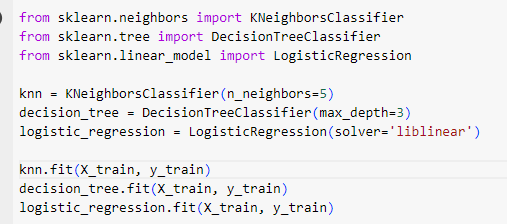 from sklearn.neighbors import KNeighborsClassifier
from sklearn.tree import DecisionTreeClassifier
from sklearn.linear_model import LogisticRegression
knn = KNeighborsClassifier(n_neighbors=5)
decision_tree = DecisionTreeClassifier(max_depth=3)
logistic_regression = LogisticRegression(solver='liblinear')
knn.fit(X_train, y_train)
decision_tree.fit(X_train, y_train)
logistic_regression.fit(X_train, y_train)